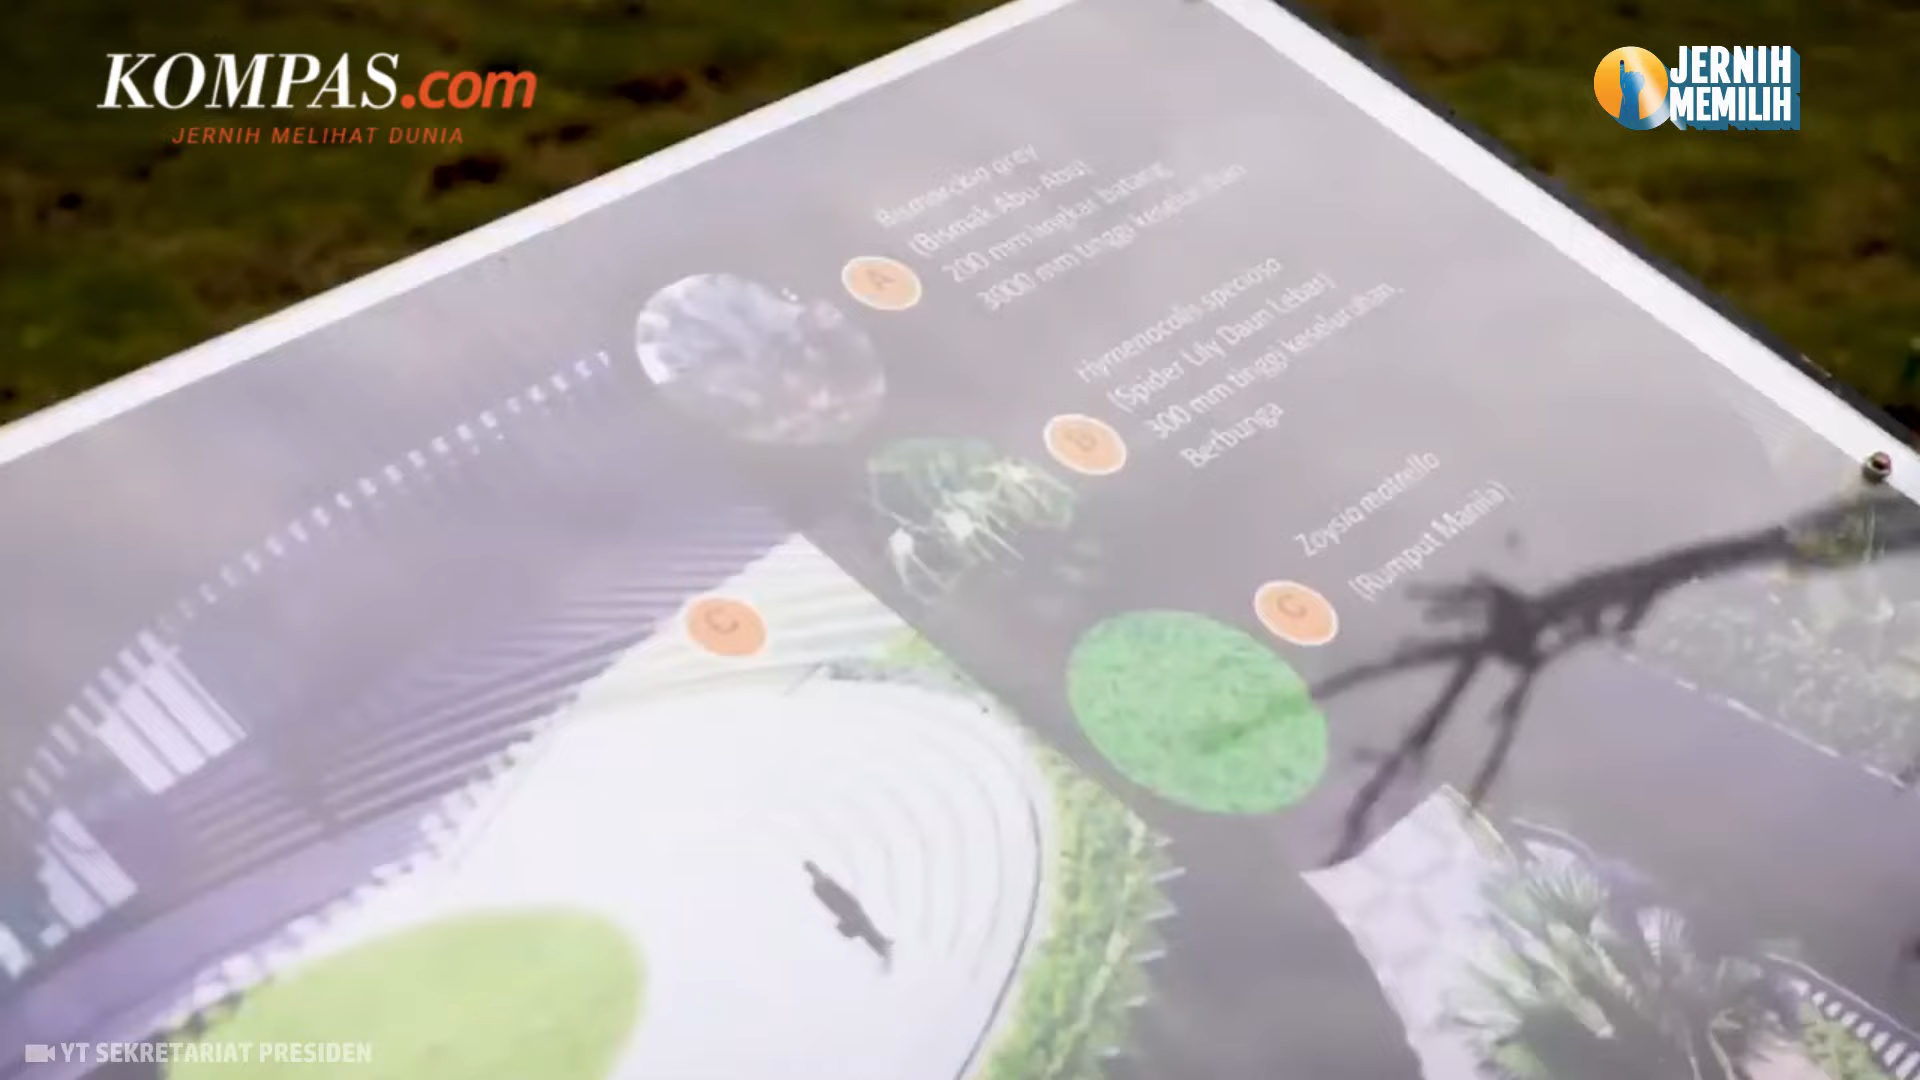 KOMPAS.com
JERNIH MELIHAT DUNIA
JERNIH
MEMILIH
A
Bismarckia grey
(Bismak Abu-Abu)
200 mm lingkar batang
3000 mm tinggi keseluruhan
B
Hymenocalis speciosa
(Spider Lily Daun Lebar)
300 mm tinggi keseluruhan,
Berbunga
C
Zoysia matrella
(Rumput Manila)
C
YT SEKRETARIAT PRESIDEN